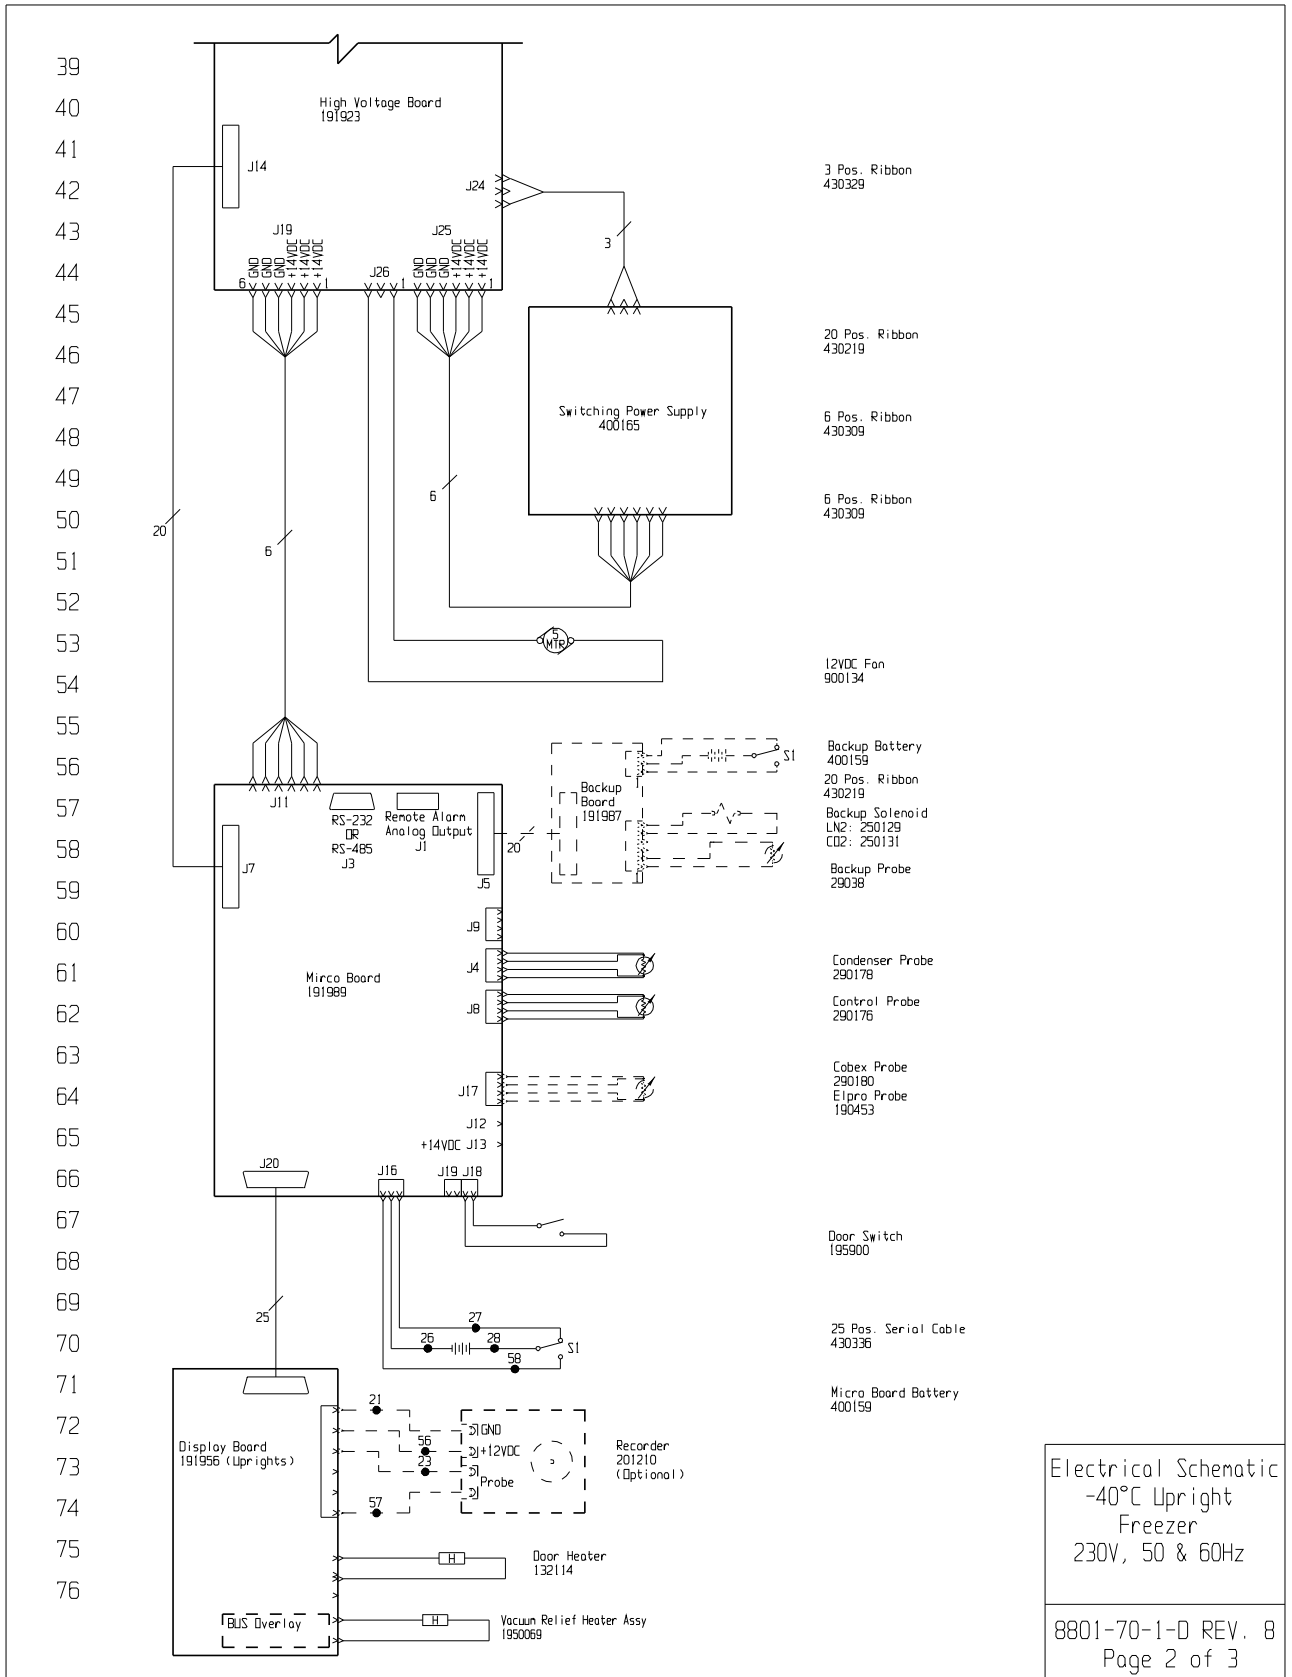 39
40
41
42
43
44
45
46
47
48
49
50
51
52
53
54
55
56
57
58
59
60
61
62
63
64
65
66
67
68
69
70
71
72
73
74
75
76
High Voltage Board
191923
J14
J24
J19
GND
GND
GND
+14VDC
+14VDC
+14VDC
6
1
J26
1
J25
GND
GND
GND
+14VDC
+14VDC
+14VDC
1
3
Switching Power Supply
400165
20
6
6
5
MTR
J11
RS-232
OR
RS-485
J3
Remote Alarm
Analog Output
J1
J5
J7
20
Backup
Board
191987
1
1
S1
J9
J4
J8
Mirco Board
191989
J17
J12
+14VDC J13
J20
J16
J19 J18
25
27
26
28
S1
58
Display Board
191956 (Uprights)
21
56
23
57
GND
+12VDC
Probe
Recorder
201210
(Optional)
H
Door Heater
132114
BUS Overlay
H
Vacuum Relief Heater Assy
1950069
3 Pos. Ribbon
430329
20 Pos. Ribbon
430219
6 Pos. Ribbon
430309
6 Pos. Ribbon
430309
12VDC Fan
900134
Backup Battery
400159
20 Pos. Ribbon
430219
Backup Solenoid
LN2: 250129
CO2: 250131
Backup Probe
29038
Condenser Probe
290178
Control Probe
290176
Cobex Probe
290180
Elpro Probe
190453
Door Switch
195900
25 Pos. Serial Cable
430336
Micro Board Battery
400159
Electrical Schematic
-40°C Upright
Freezer
230V, 50 & 60Hz
8801-70-1-D REV. 8
Page 2 of 3